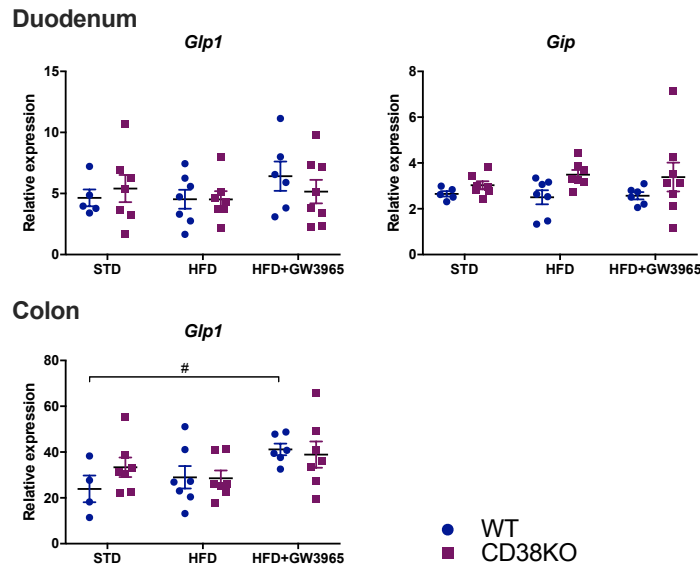 Duodenum
Glp1
Relative expression
15
10
5
0
STD HFD HFD+GW3965
Gip
Relative expression
8
6
4
2
0
STD HFD HFD+GW3965
Colon
Glp1
Relative expression
80
60
40
20
0
#
STD HFD HFD+GW3965
WT
CD38KO